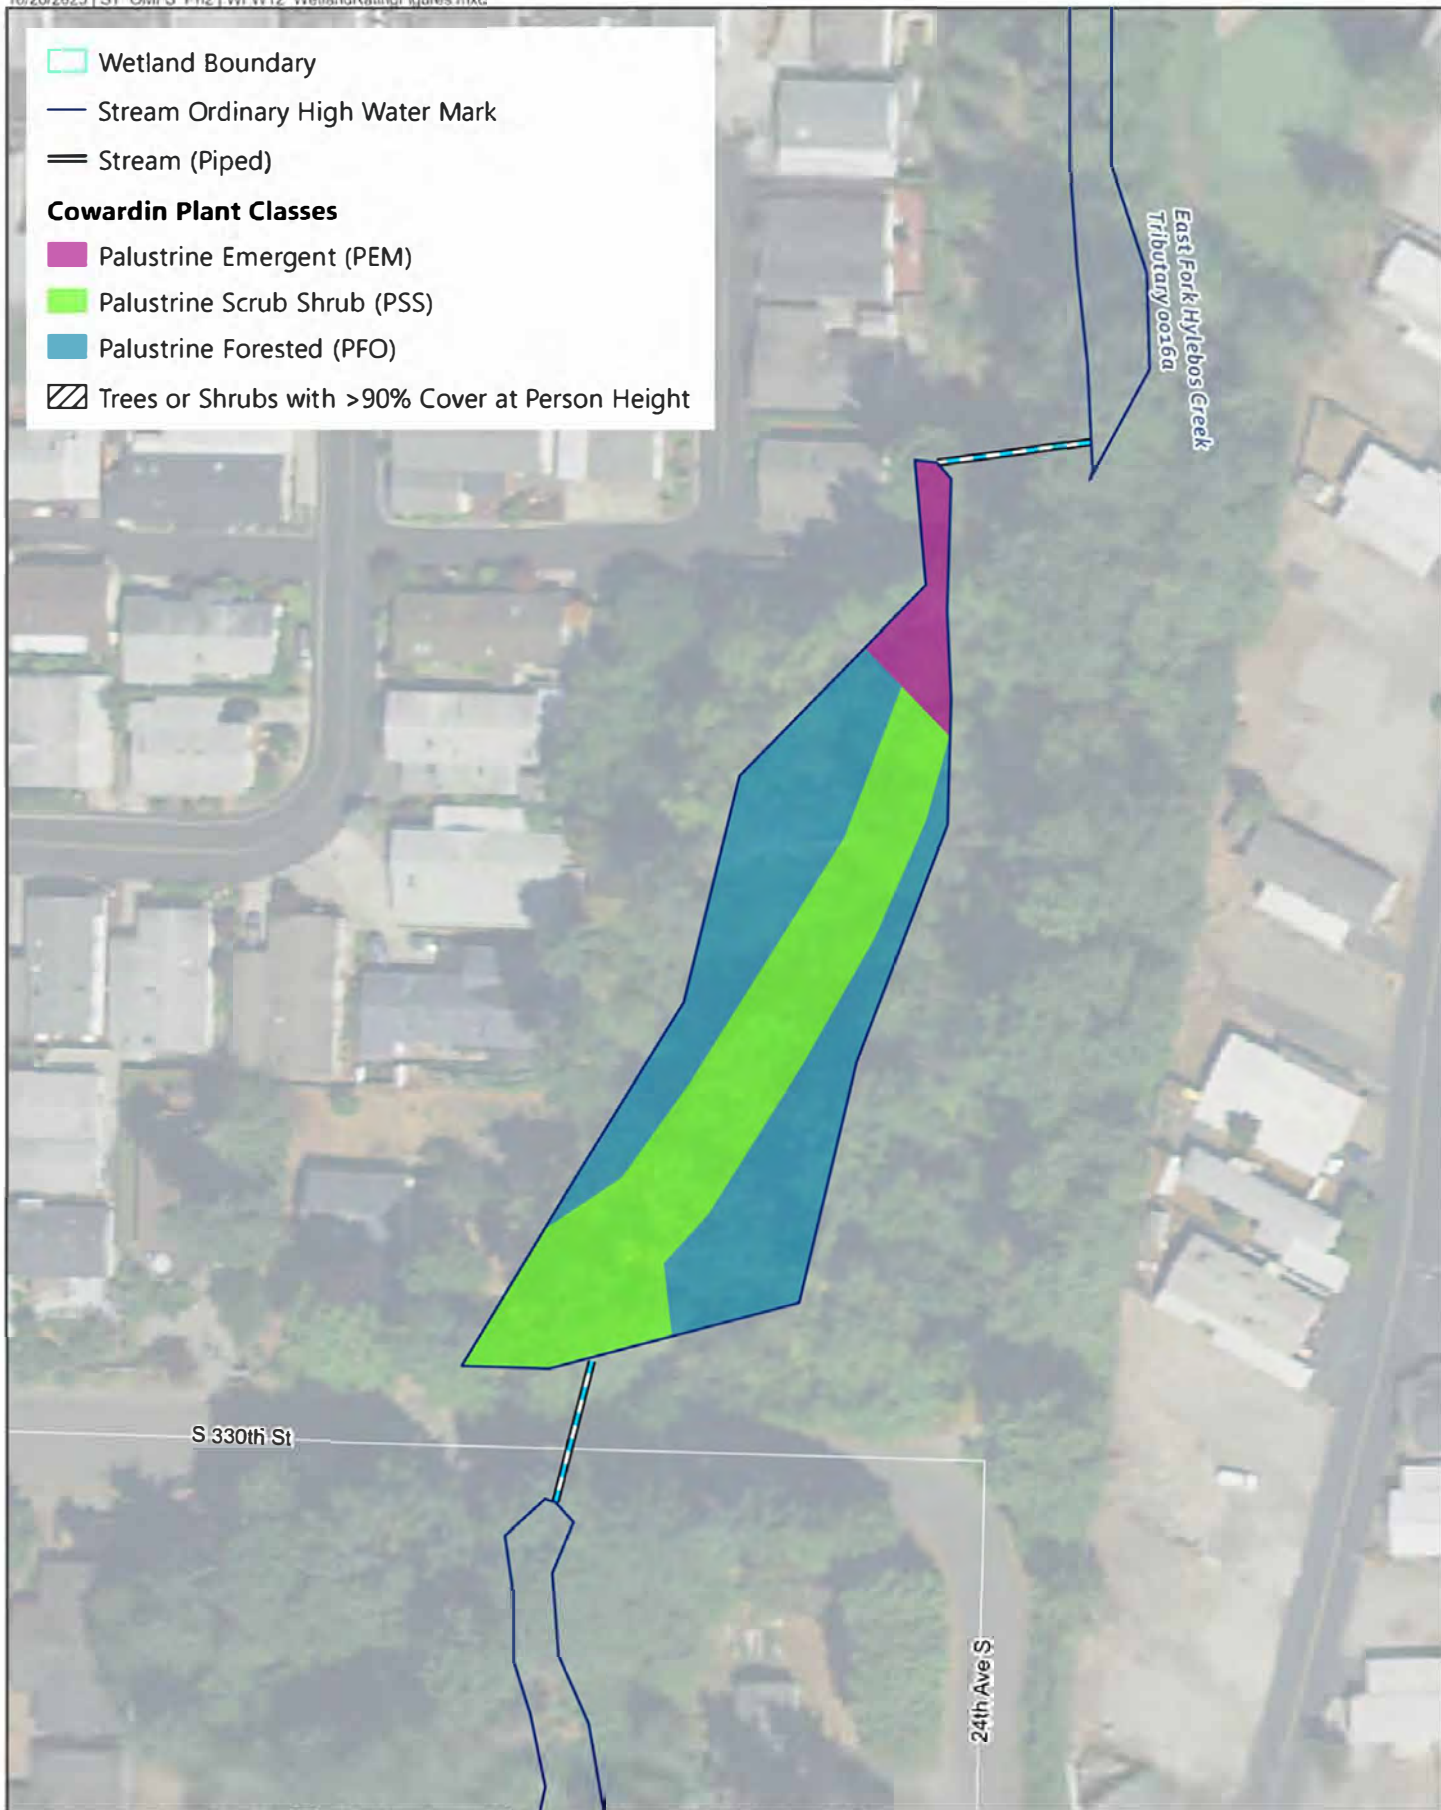 Wetland Boundary
Stream Ordinary High Water Mark
Stream (Piped)
Cowardin Plant Classes
Palustrine Emergent (PEM)
Palustrine Scrub Shrub (PSS)
Palustrine Forested (PFO)
Trees or Shrubs with >90% Cover at Person Height
East Fork Hylebos Creek
Tributary 0016a
S 330th St
24th Ave S